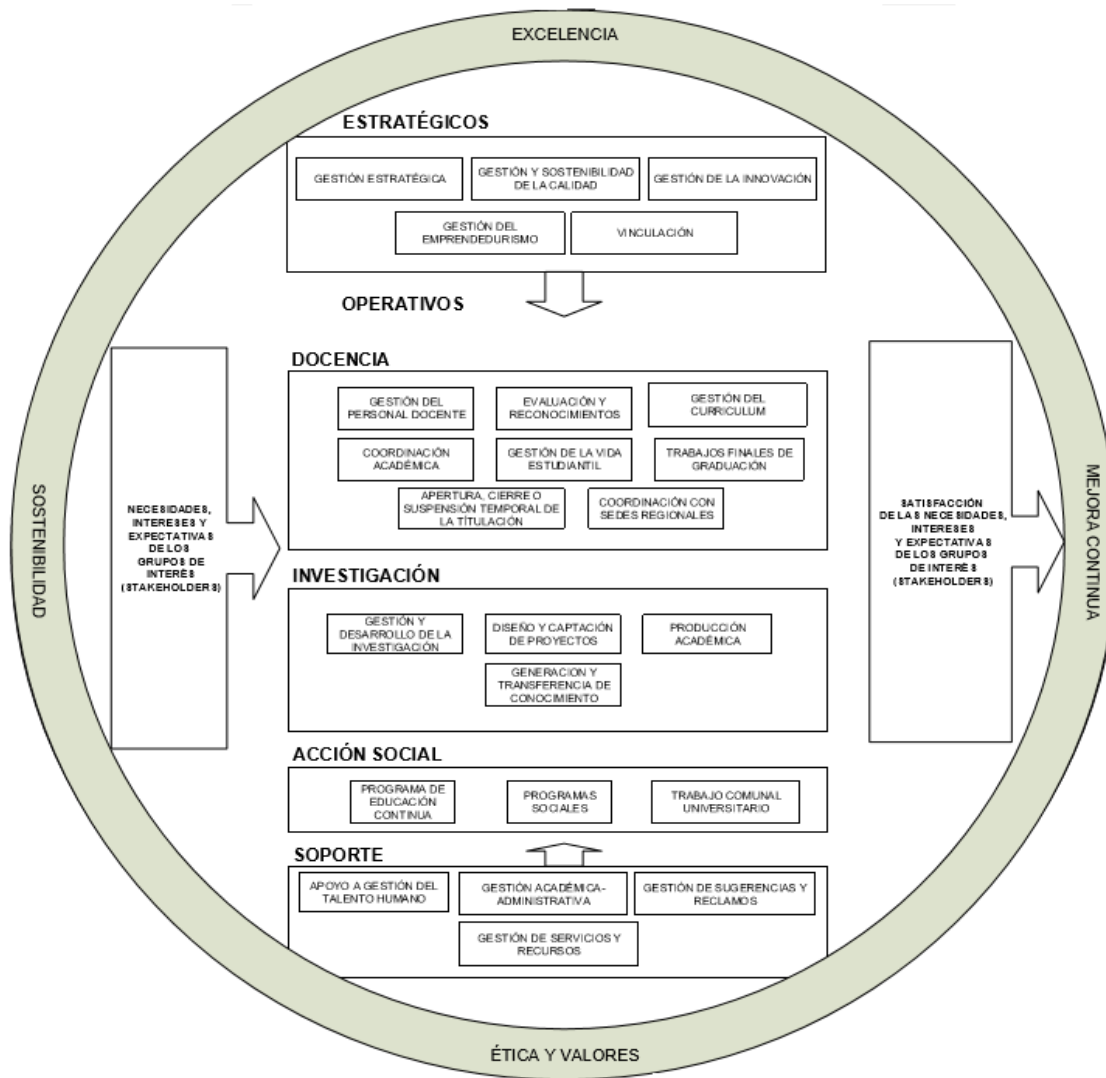 EXCELENCIA
ESTRATÉGICOS
GESTIÓN ESTRATÉGICA
GESTIÓN Y SOSTENIBILIDAD
DE LA CALIDAD
GESTIÓN DE LA INNOVACIÓN
GESTIÓN DEL
EMPRENDEDURISMO
VINCULACIÓN
OPERATIVOS
SOSTENIBILIDAD
NECESIDADES,
INTERESES Y
EXPECTATIVAS
DE LOS
GRUPOS DE
INTERÉS
(STAKEHOLDERS)
DOCENCIA
GESTIÓN DEL
PERSONAL DOCENTE
EVALUACIÓN Y
RECONOCIMIENTOS
GESTIÓN DEL
CURRICULUM
COORDINACIÓN
ACADÉMICA
GESTIÓN DE LA VIDA
ESTUDIANTIL
TRABAJOS FINALES DE
GRADUACIÓN
APERTURA, CIERRE O
SUSPENSIÓN TEMPORAL DE
LA TÍTULACIÓN
COORDINACIÓN CON
SEDES REGIONALES
INVESTIGACIÓN
GESTIÓN Y
DESARROLLO DE LA
INVESTIGACIÓN
DISEÑO Y CAPTACIÓN
DE PROYECTOS
PRODUCCIÓN
ACADÉMICA
GENERACION Y
TRANSFERENCIA DE
CONOCIMIENTO
ACCIÓN SOCIAL
PROGRAMA DE
EDUCACIÓN
CONTINUA
PROGRAMAS
SOCIALES
TRABAJO COMUNAL
UNIVERSITARIO
SOPORTE
APOYO A GESTIÓN DEL
TALENTO HUMANO
GESTIÓN ACADÉMICA-
ADMINISTRATIVA
GESTIÓN DE SUGERENCIAS Y
RECLAMOS
GESTIÓN DE SERVICIOS Y
RECURSOS
SATISFACCIÓN
DE LAS NECESIDADES,
INTERESES
Y EXPECTATIVAS
DE LOS GRUPOS
DE INTERÉS
(STAKEHOLDERS)
MEJORA CONTINUA
ÉTICA Y VALORES